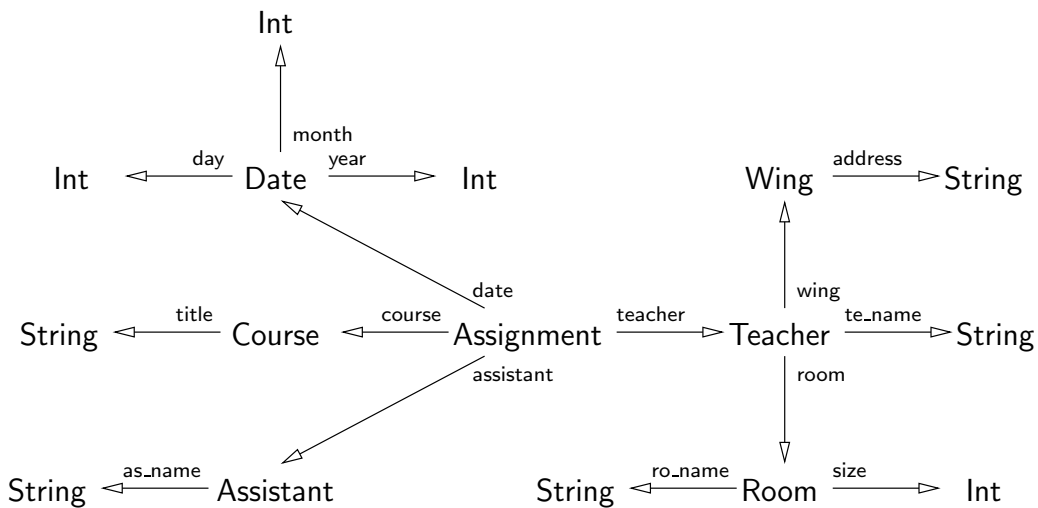 Int
month
day
year
address
Int
Date
Int
Wing
String
date
wing
title
course
teacher
te_name
String
Course
Assignment
Teacher
String
assistant
room
as_name
ro_name
size
String
Assistant
String
Room
Int